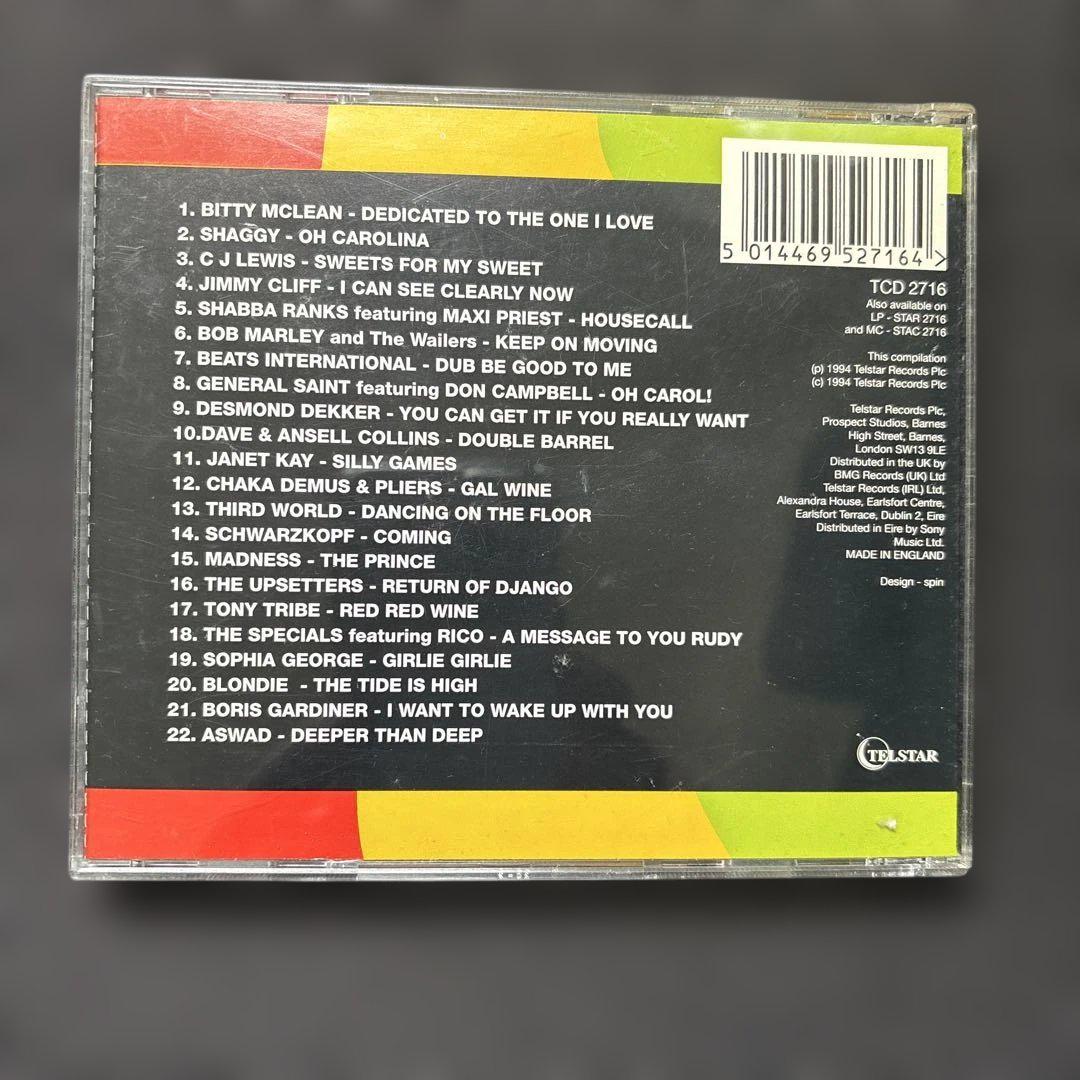 1. BITTY MCLEAN - DEDICATED TO THE ONE I LOVE
2. SHAGGY - OH CAROLINA
3. C J LEWIS - SWEETS FOR MY SWEET
4. JIMMY CLIFF - I CAN SEE CLEARLY NOW
5. SHABBA RANKS featuring MAXI PRIEST - HOUSECALL
6. BOB MARLEY and The Wailers - KEEP ON MOVING
7. BEATS INTERNATIONAL - DUB BE GOOD TO ME
8. GENERAL SAINT featuring DON CAMPBELL - OH CAROL!
9. DESMOND DEKKER - YOU CAN GET IT IF YOU REALLY WANT
10.DAVE & ANSELL COLLINS - DOUBLE BARREL
11. JANET KAY - SILLY GAMES
12. CHAKA DEMUS & PLIERS - GAL WINE
13. THIRD WORLD - DANCING ON THE FLOOR
14. SCHWARZKOPF - COMING
15. MADNESS - THE PRINCE
16. THE UPSETTERS - RETURN OF DJANGO
17. TONY TRIBE - RED RED WINE
18. THE SPECIALS featuring RICO - A MESSAGE TO YOU RUDY
19. SOPHIA GEORGE - GIRLIE GIRLIE
20. BLONDIE - THE TIDE IS HIGH
21. BORIS GARDINER - I WANT TO WAKE UP WITH YOU
22. ASWAD - DEEPER THAN DEEP
5 014469 527164 >
TCD 2716
Also available on
LP - STAR 2716
and MC - STAC 2716
This compilation
(p) 1994 Telstar Records Plc
(c) 1994 Telstar Records Plc
Telstar Records Plc,
Prospect Studios, Barnes
High Street, Barnes,
London SW13 9LE
Distributed in the UK by
BMG Records (UK) Ltd
Telstar Records (IRL) Ltd,
Alexandra House, Earlsfort Centre,
Earlsfort Terrace, Dublin 2, Eire
Distributed in Eire by Sony
Music Ltd.
MADE IN ENGLAND
Design - spin
TELSTAR